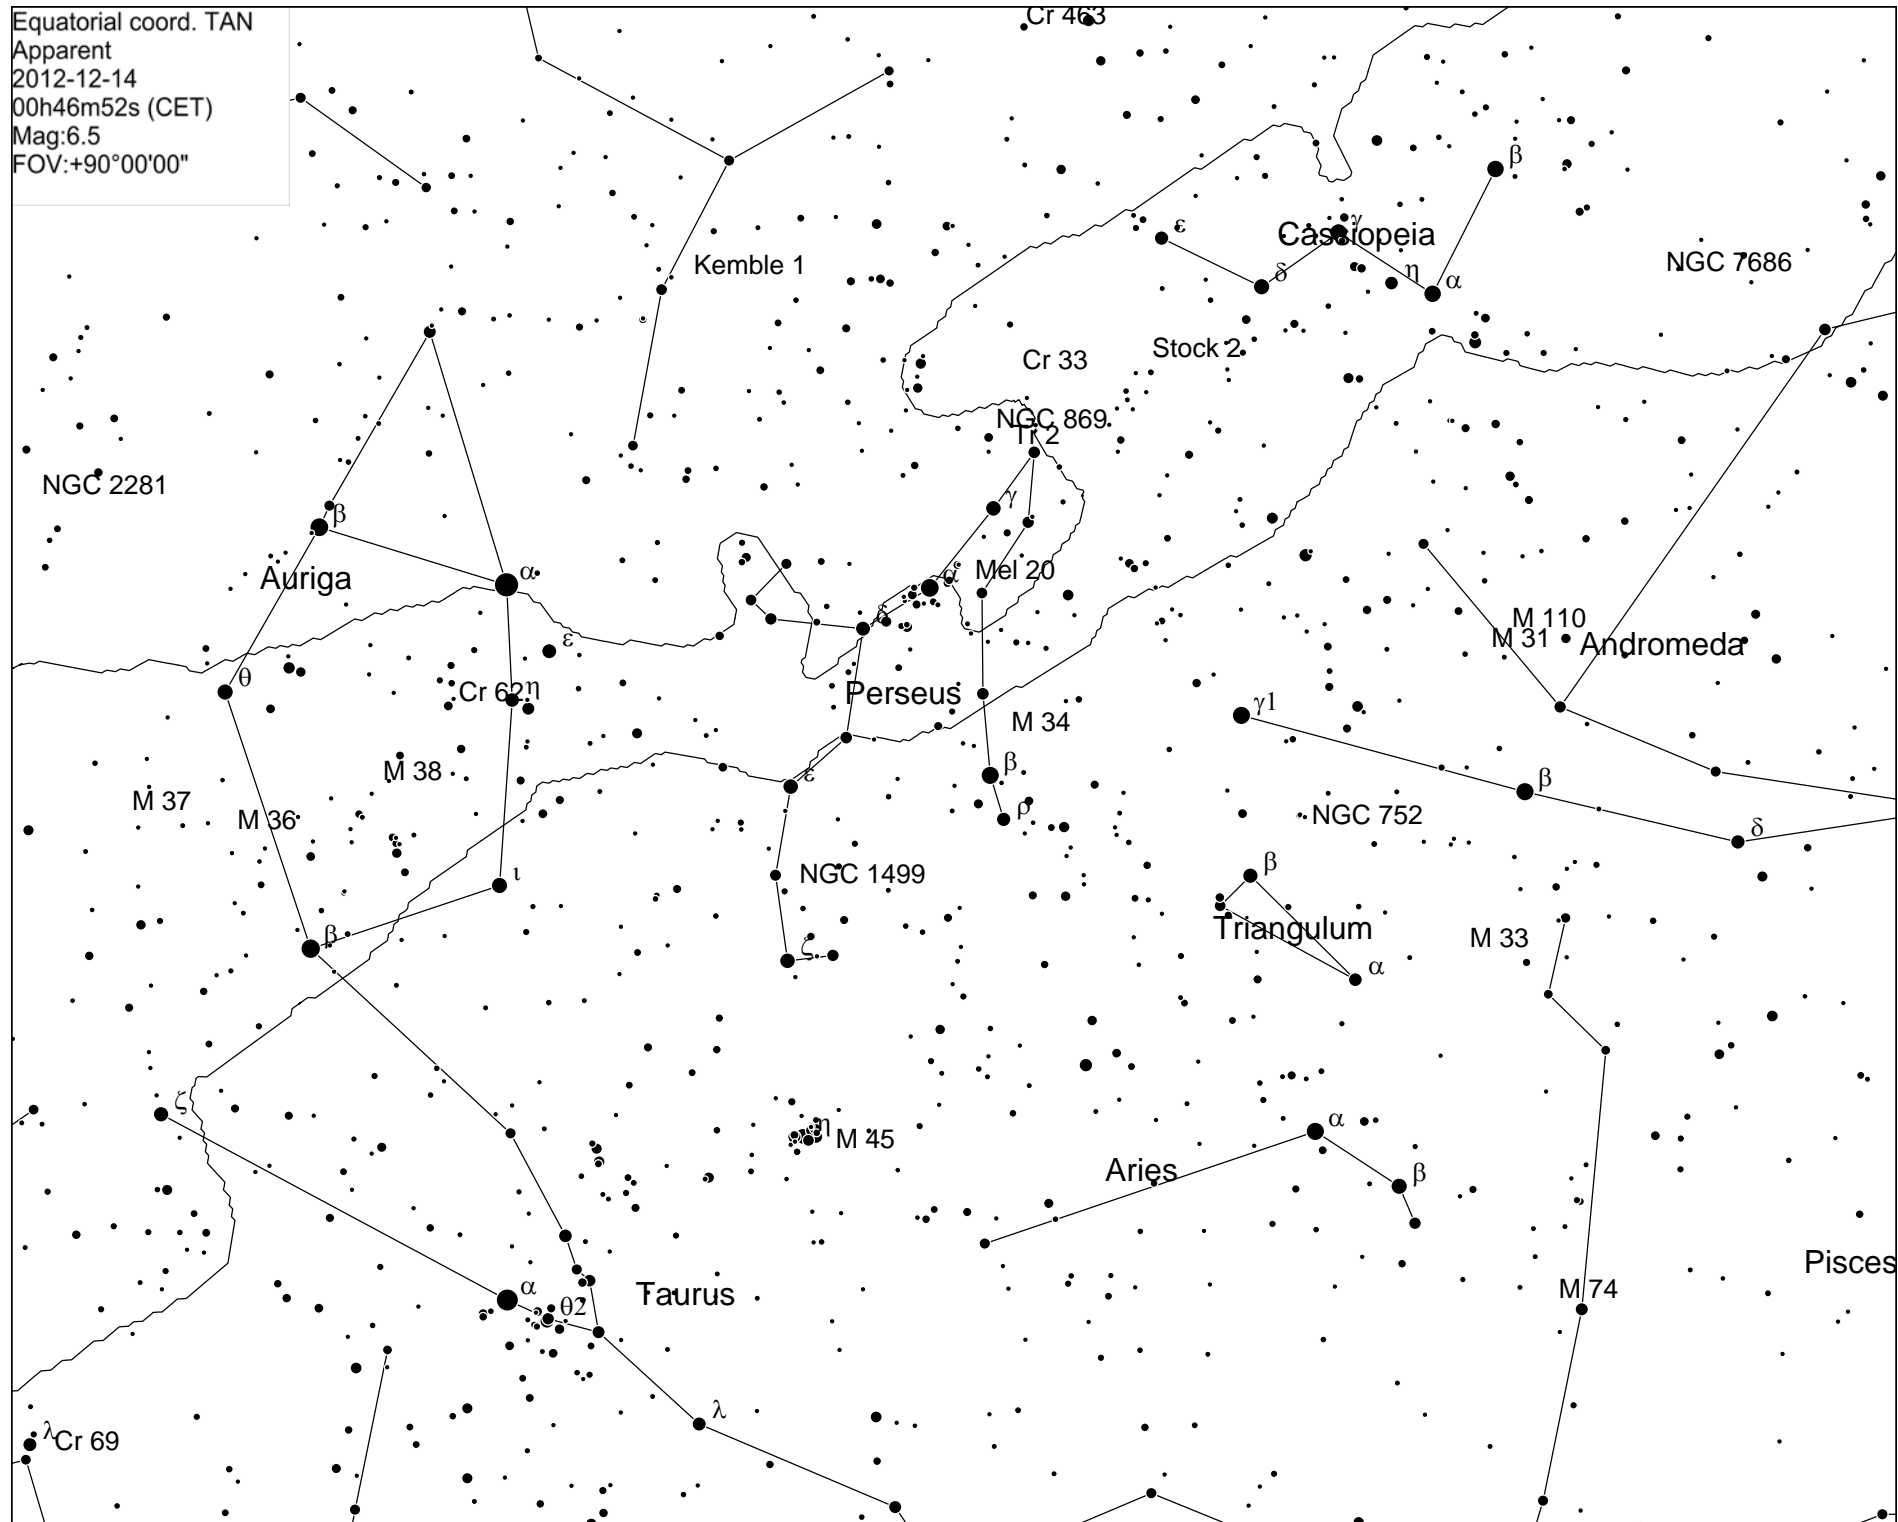 Equatorial coord. TAN
Apparent
2012-12-14
00h46m52s (CET)
Mag:6.5
FOV:+90°00'00"
Cr 463
β
ε
γ
Cassiopeia
Kemble 1
δ
η
α
NGC 7686
Stock 2
Cr 33
NGC 869
Tr 2
NGC 2281
γ
β
α
Auriga
α
Mel 20
δ
M 110
M 31
Andromeda
ε
θ
Cr 62
η
Perseus
γ1
M 34
M 38
ε
β
β
M 37
M 36
ρ
NGC 752
δ
ι
NGC 1499
β
Triangulum
β
ζ
M 33
α
ζ
η
M 45
α
Aries
β
Pisces
α
θ2
Taurus
M 74
λ
λ
Cr 69